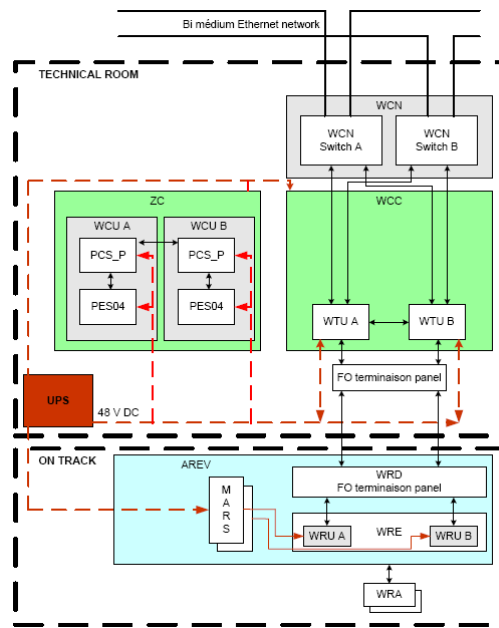 Bi médium Ethernet network
TECHNICAL ROOM
WCN
WCN
Switch A
WCN
Switch B
ZC
WCC
WCU A
WCU B
PCS_P
PCS_P
PES04
PES04
WTU A
WTU B
FO terminaison panel
UPS
48 V DC
ON TRACK
AREV
WRD
FO terminaison panel
M
A
R
S
WRE
WRU A
WRU B
WRA